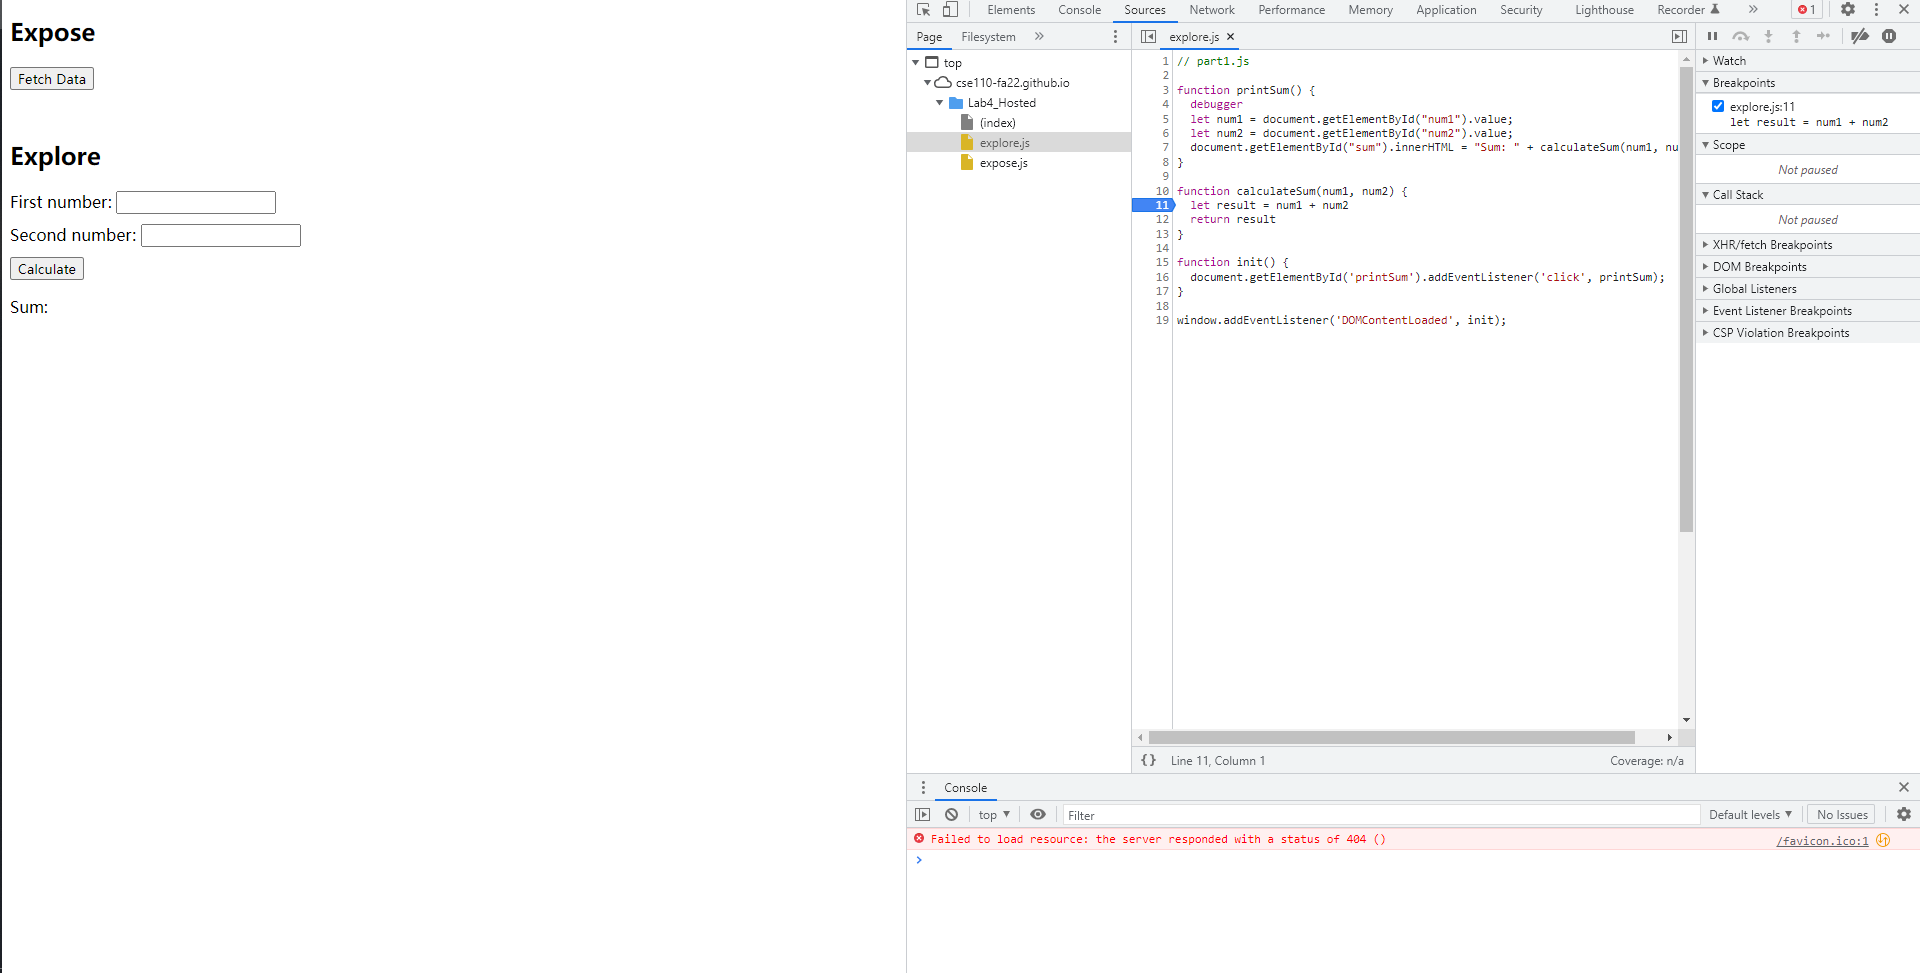 Expose
Fetch Data
Explore
First number:
Second number:
Calculate
Sum:
Elements Console Sources Network Performance Memory Application Security Lighthouse Recorder 1
Page Filesystem
top
cse110-fa22.github.io
Lab4_Hosted
(index)
explore.js
expose.js
explore.js
1 // part1.js
2
3 function printSum() {
4 debugger
5 let num1 = document.getElementById("num1").value;
6 let num2 = document.getElementById("num2").value;
7 document.getElementById("sum").innerHTML = "Sum: " + calculateSum(num1, nu
8 }
9
10 function calculateSum(num1, num2) {
11 let result = num1 + num2
12 return result
13 }
14
15 function init() {
16 document.getElementById('printSum').addEventListener('click', printSum);
17 }
18
19 window.addEventListener('DOMContentLoaded', init);
{} Line 11, Column 1 Coverage: n/a
Watch
Breakpoints
explore.js:11
let result = num1 + num2
Scope
Not paused
Call Stack
Not paused
XHR/fetch Breakpoints
DOM Breakpoints
Global Listeners
Event Listener Breakpoints
CSP Violation Breakpoints
Console
top Filter Default levels No Issues
Failed to load resource: the server responded with a status of 404 () /favicon.ico:1